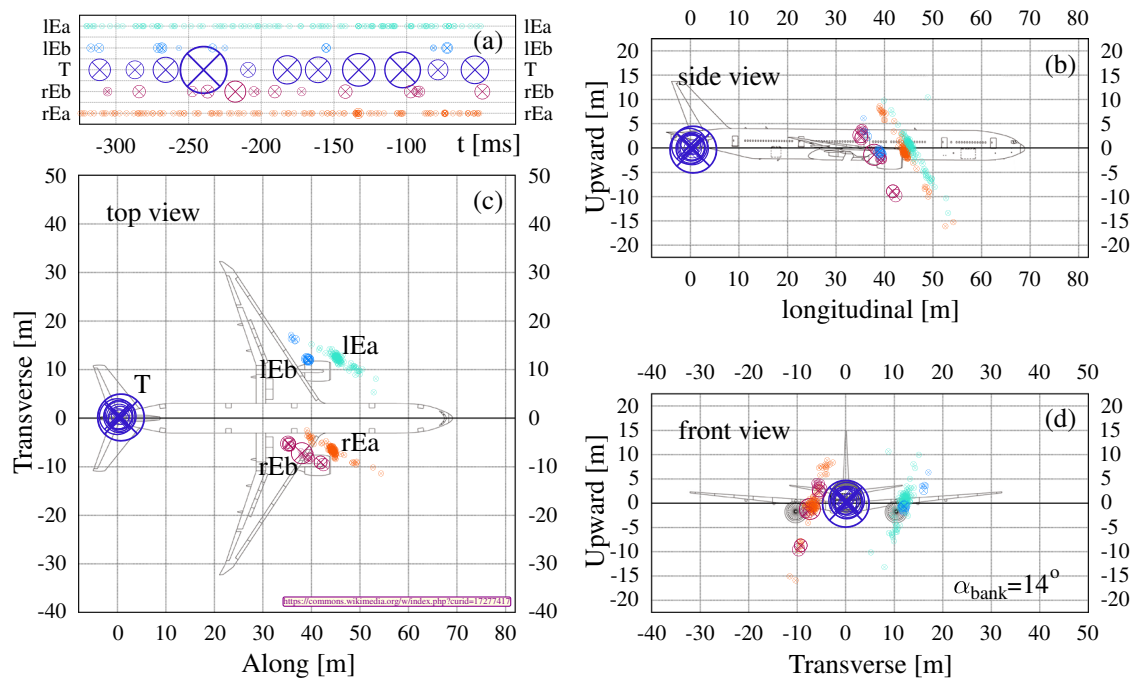 lEa (a) lEa
lEb lEb
T T
rEb rEb
rEa rEa
-300 -250 -200 -150 -100 t [ms]
0 10 20 30 40 50 60 70 80
20 20
15 (b) 15
side view
10 10
5 5
0 0
-5 -5
-10 -10
-15 -15
-20 -20
Upward [m]
0 10 20 30 40 50 60 70 80
longitudinal [m]
50 50
top view (c)
40 40
30 30
20 20
lEa
10 10
lEb
T
0 0
rEa
-10 -10
rEb
-20 -20
-30 -30
https://commons.wikimedia.org/w/index.php?curid=17277417
-40 -40
Transverse [m]
0 10 20 30 40 50 60 70 80
Along [m]
-40 -30 -20 -10 0 10 20 30 40 50
20 20
(d)
15 15
front view
10 10
5 5
0 0
-5 -5
-10 -10
-15 -15
αbank=14°
-20 -20
Upward [m]
-40 -30 -20 -10 0 10 20 30 40 50
Transverse [m]